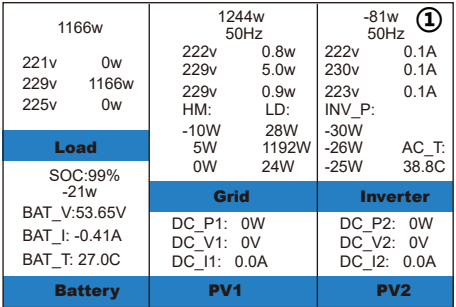 1166w
221v 0w
229v 1166w
225v 0w
Load
SOC:99%
-21w
BAT_V:53.65V
BAT_I: -0.41A
BAT_T: 27.0C
Battery
1244w
50Hz
222v 0.8w
229v 5.0w
229v 0.9w
HM: LD:
-10W 28W
5W 1192W
0W 24W
Grid
DC_P1: 0W
DC_V1: 0V
DC_I1: 0.0A
PV1
-81w
50Hz
①
222v 0.1A
230v 0.1A
223v 0.1A
INV_P:
-30W
-26W AC_T:
-25W 38.8C
Inverter
DC_P2: 0W
DC_V2: 0V
DC_I2: 0.0A
PV2